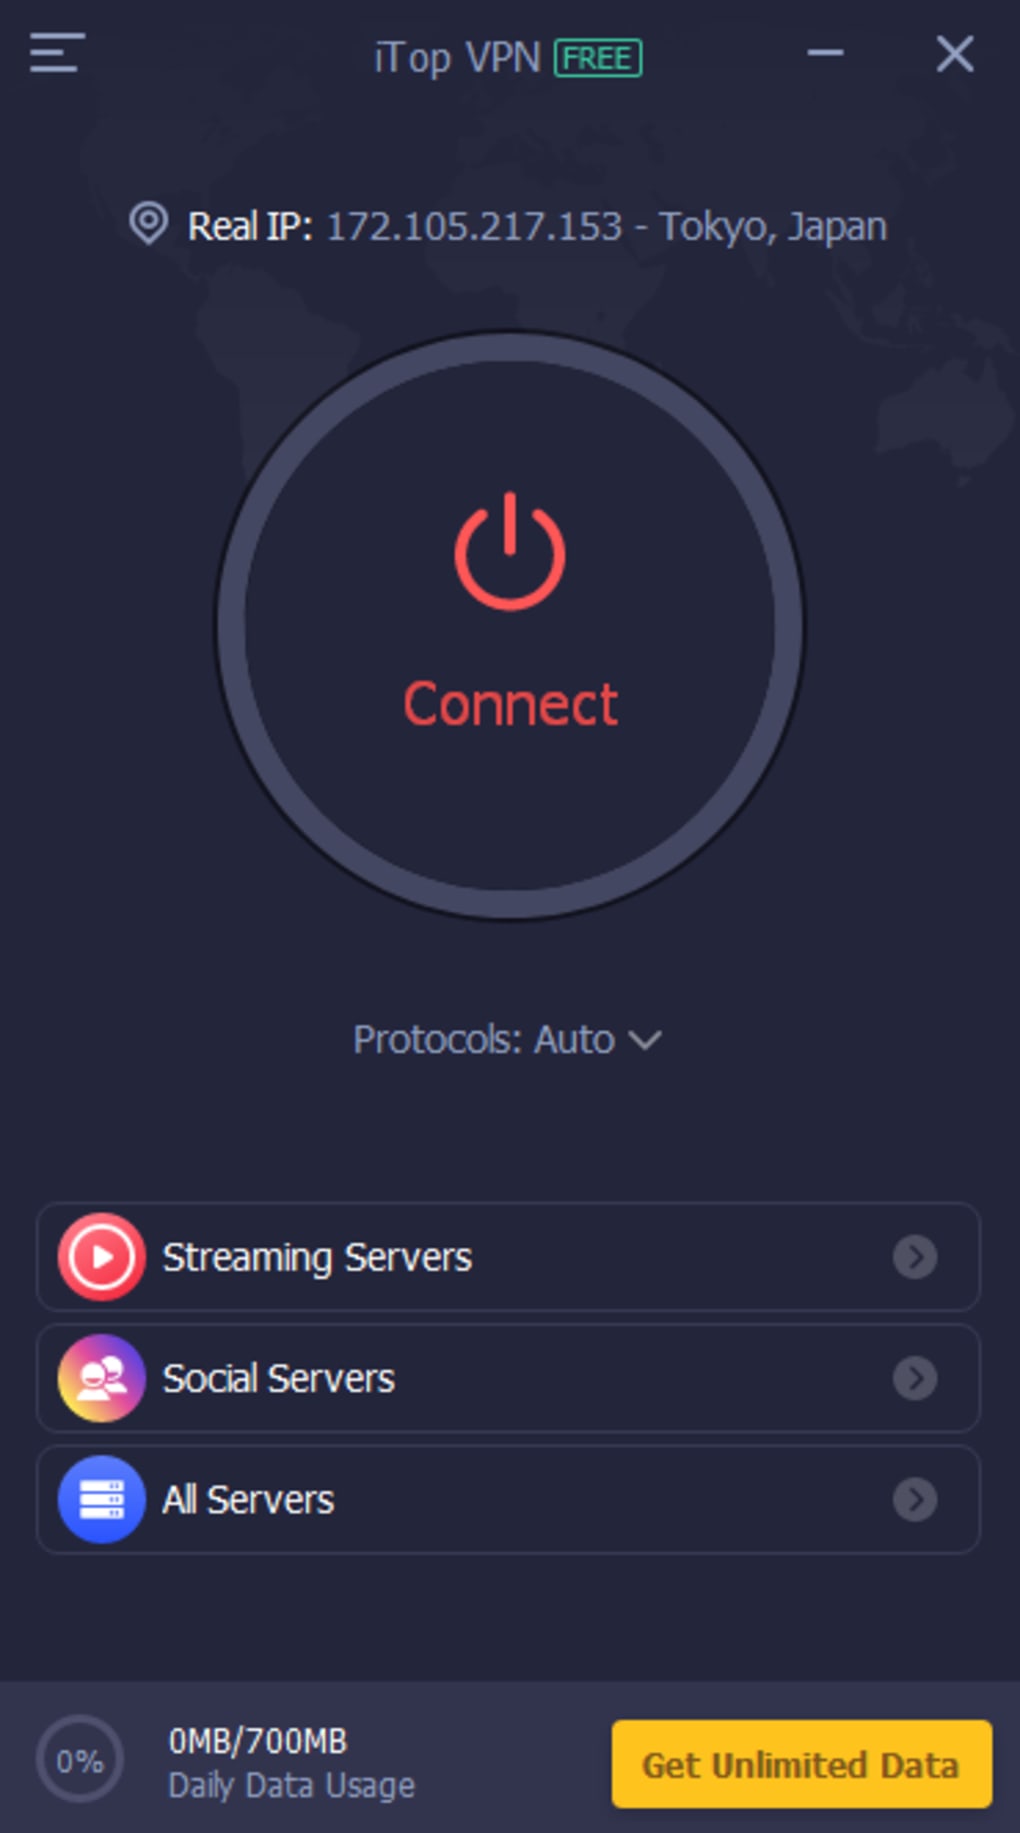 iTop VPN FREE
Real IP: 172.105.217.153 - Tokyo, Japan
Connect
Protocols: Auto
Streaming Servers
Social Servers
All Servers
0%
0MB/700MB
Daily Data Usage
Get Unlimited Data